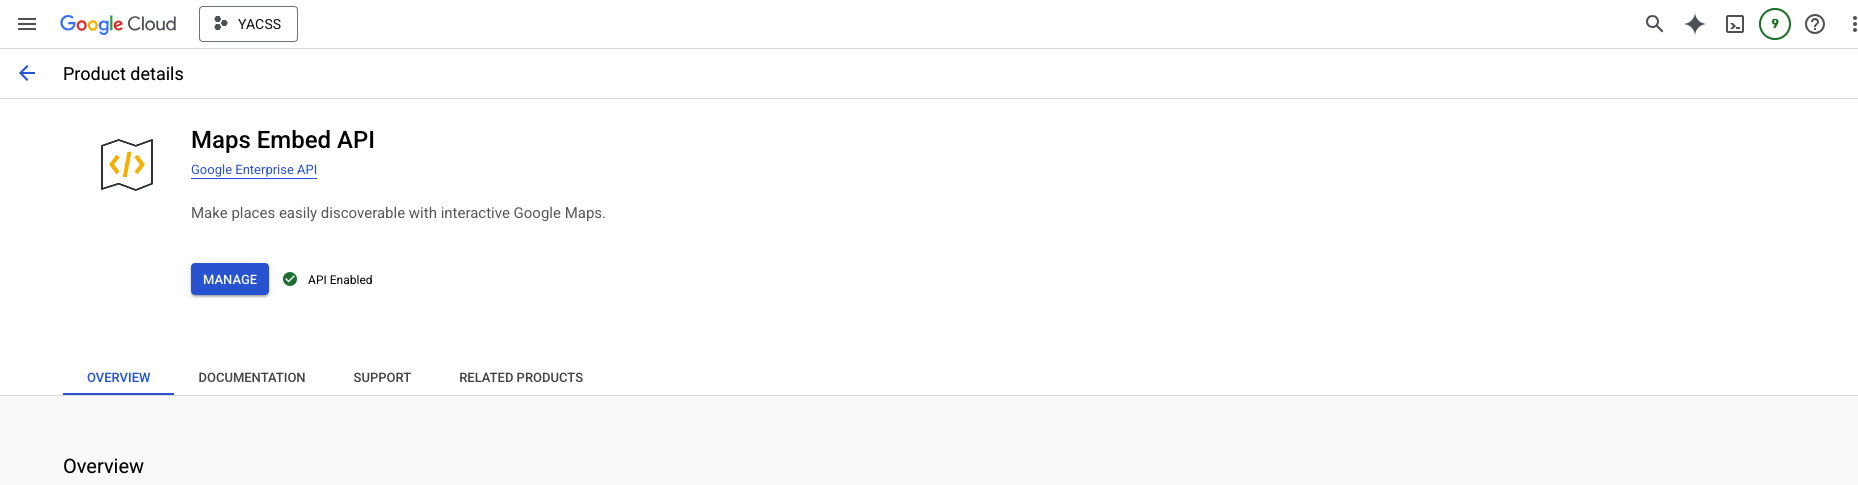 Google Cloud
YACSS
9
Product details
Maps Embed API
Google Enterprise API
Make places easily discoverable with interactive Google Maps.
MANAGE
API Enabled
OVERVIEW
DOCUMENTATION
SUPPORT
RELATED PRODUCTS
Overview